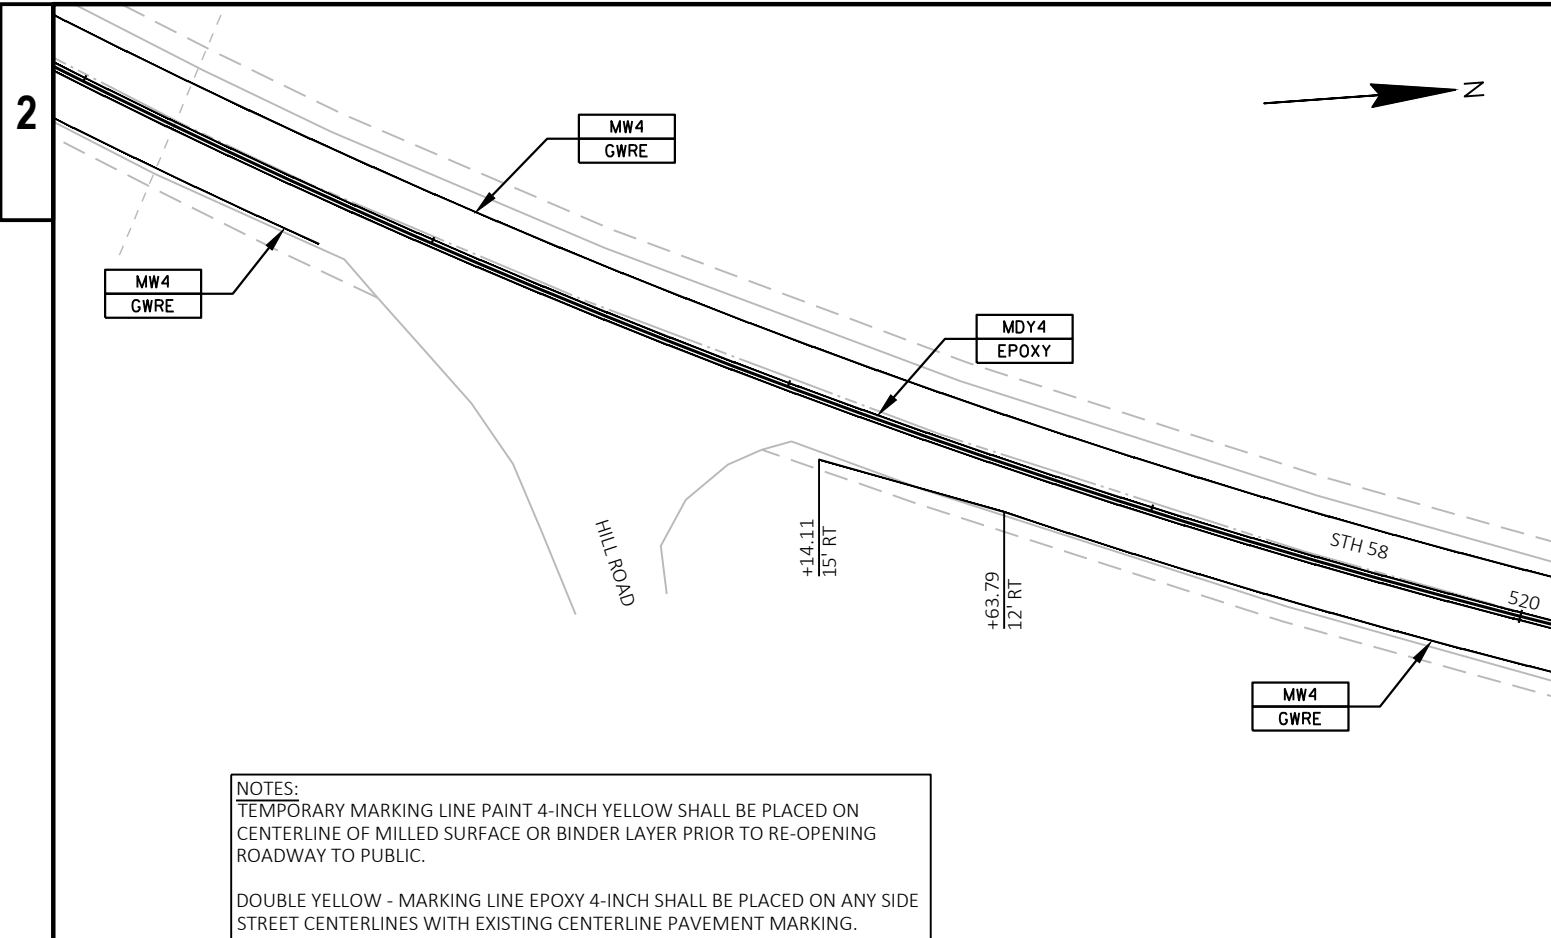 2
N
MW4
GWRE
MW4
GWRE
MDY4
EPOXY
HILL ROAD
+14.11
15' RT
+63.79
12' RT
STH 58
520
MW4
GWRE
NOTES:
TEMPORARY MARKING LINE PAINT 4-INCH YELLOW SHALL BE PLACED ON
CENTERLINE OF MILLED SURFACE OR BINDER LAYER PRIOR TO RE-OPENING
ROADWAY TO PUBLIC.
DOUBLE YELLOW - MARKING LINE EPOXY 4-INCH SHALL BE PLACED ON ANY SIDE
STREET CENTERLINES WITH EXISTING CENTERLINE PAVEMENT MARKING.